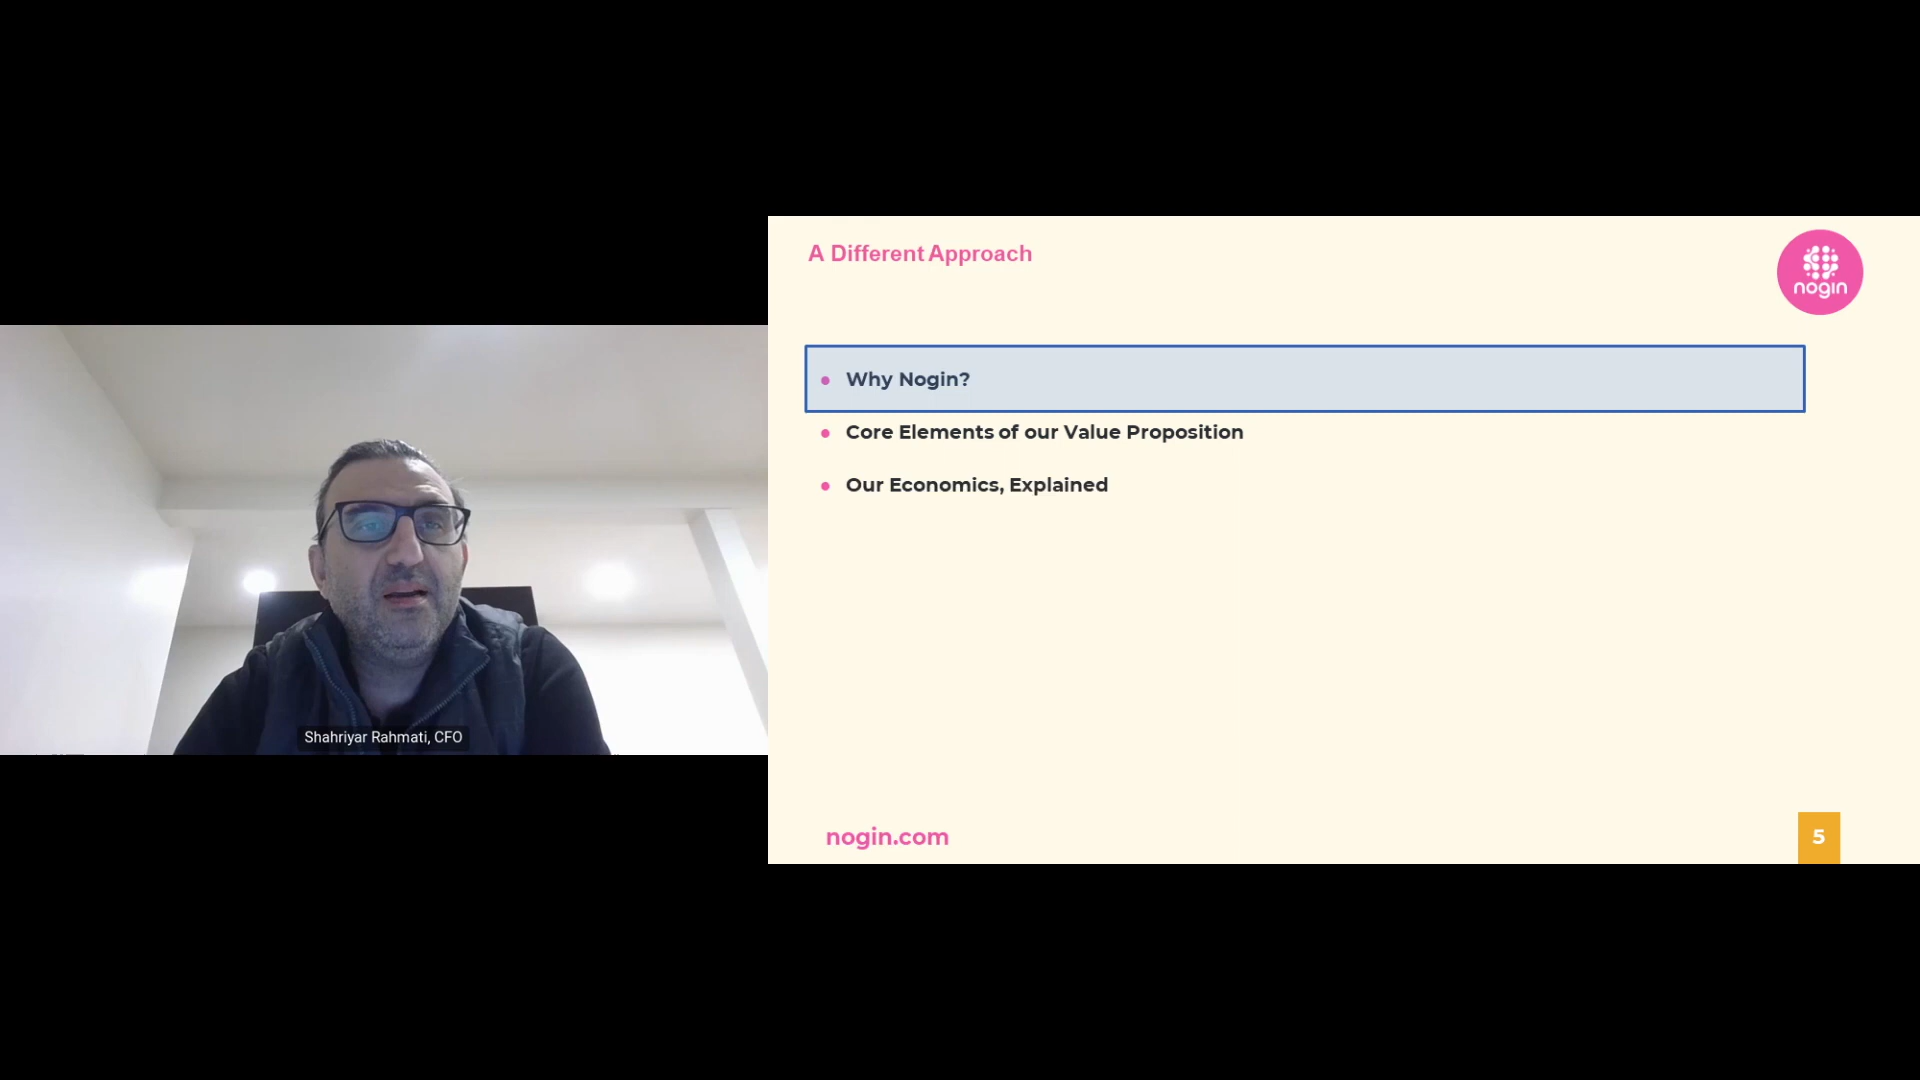 A Different Approach
nogin
• Why Nogin?
• Core Elements of our Value Proposition
• Our Economics, Explained
Shahriyar Rahmati, CFO
nogin.com
5